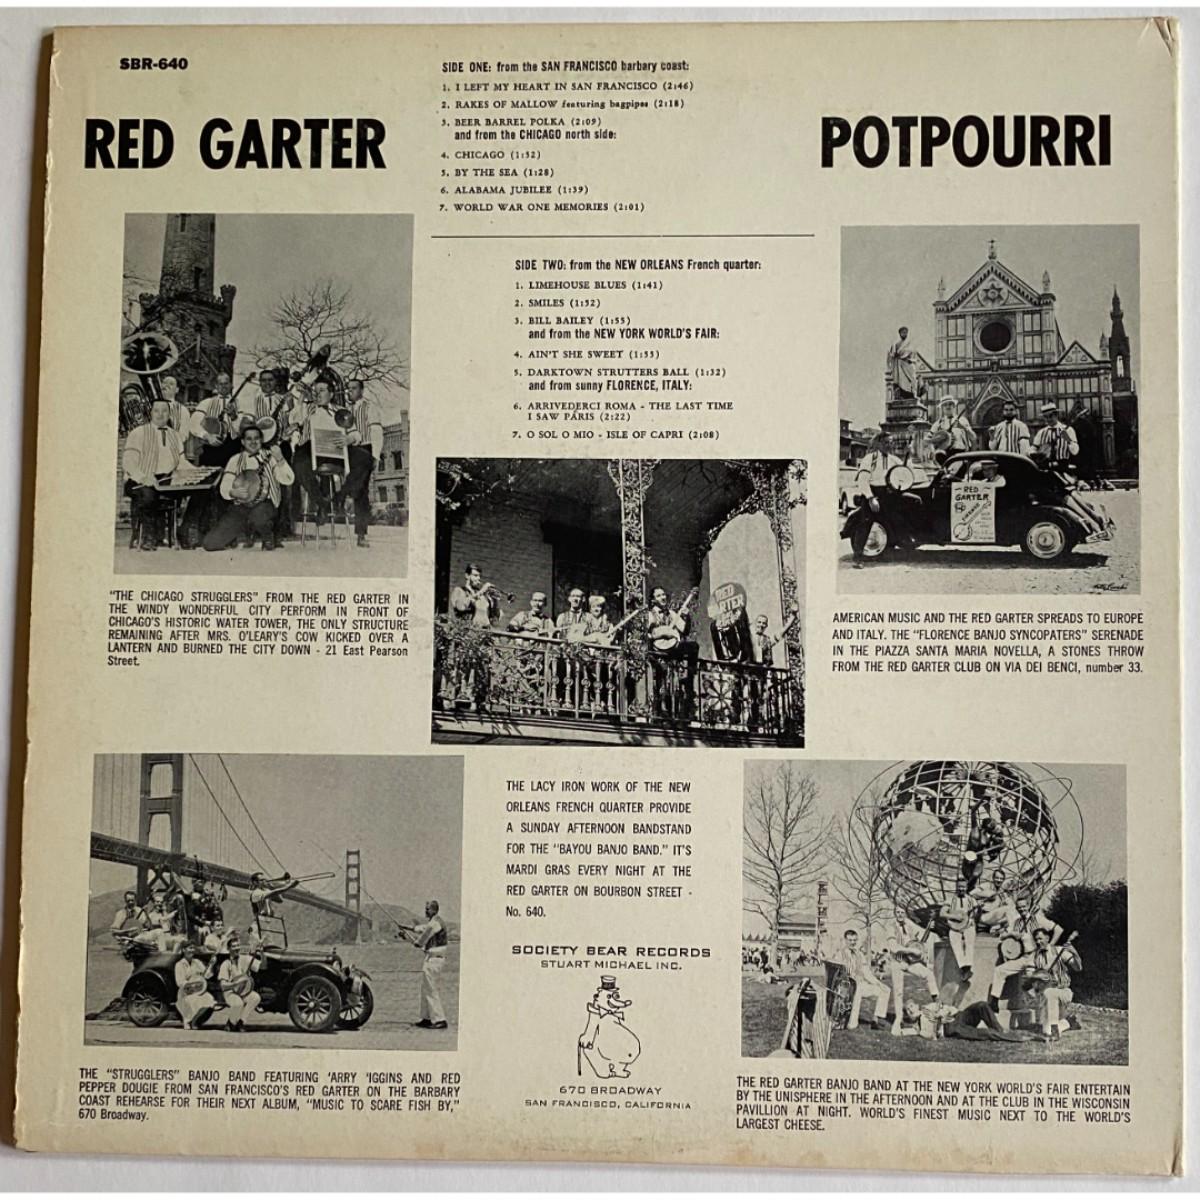 SBR-640
RED GARTER
POTPOURRI
SIDE ONE: from the SAN FRANCISCO barbary coast:
1. I LEFT MY HEART IN SAN FRANCISCO (2:46)
2. RAKES OF MALLOW featuring bagpipes (2:18)
3. BEER BARREL POLKA (2:09)
and from the CHICAGO north side:
4. CHICAGO (1:52)
5. BY THE SEA (1:28)
6. ALABAMA JUBILEE (1:39)
7. WORLD WAR ONE MEMORIES (2:01)
SIDE TWO: from the NEW ORLEANS French quarter:
1. LIMEHOUSE BLUES (1:41)
2. SMILES (1:52)
3. BILL BAILEY (1:55)
and from the NEW YORK WORLD'S FAIR:
4. AIN'T SHE SWEET (1:55)
5. DARKTOWN STRUTTERS BALL (1:32)
and from sunny FLORENCE, ITALY:
6. ARRIVEDERCI ROMA - THE LAST TIME
I SAW PARIS (2:22)
7. O SOL O MIO - ISLE OF CAPRI (2:08)
"THE CHICAGO STRUGGLERS" FROM THE RED GARTER IN
THE WINDY WONDERFUL CITY PERFORM IN FRONT OF
CHICAGO'S HISTORIC WATER TOWER, THE ONLY STRUCTURE
REMAINING AFTER MRS. O'LEARY'S COW KICKED OVER A
LANTERN AND BURNED THE CITY DOWN - 21 East Pearson
Street.
RED
GARTER
AMERICAN MUSIC AND THE RED GARTER SPREADS TO EUROPE
AND ITALY. THE "FLORENCE BANJO SYNCOPATERS" SERENADE
IN THE PIAZZA SANTA MARIA NOVELLA, A STONES THROW
FROM THE RED GARTER CLUB ON VIA DEI BENCI, number 33.
RED
GARTER
THE LACY IRON WORK OF THE NEW
ORLEANS FRENCH QUARTER PROVIDE
A SUNDAY AFTERNOON BANDSTAND
FOR THE "BAYOU BANJO BAND." IT'S
MARDI GRAS EVERY NIGHT AT THE
RED GARTER ON BOURBON STREET -
No. 640.
SOCIETY BEAR RECORDS
STUART MICHAEL INC.
670 BROADWAY
SAN FRANCISCO, CALIFORNIA
THE "STRUGGLERS" BANJO BAND FEATURING 'ARRY 'IGGINS AND RED
PEPPER DOUGIE FROM SAN FRANCISCO'S RED GARTER ON THE BARBARY
COAST REHEARSE FOR THEIR NEXT ALBUM, "MUSIC TO SCARE FISH BY,"
670 Broadway.
THE RED GARTER BANJO BAND AT THE NEW YORK WORLD'S FAIR ENTERTAIN
BY THE UNISPHERE IN THE AFTERNOON AND AT THE CLUB IN THE WISCONSIN
PAVILLION AT NIGHT. WORLD'S FINEST MUSIC NEXT TO THE WORLD'S
LARGEST CHEESE.